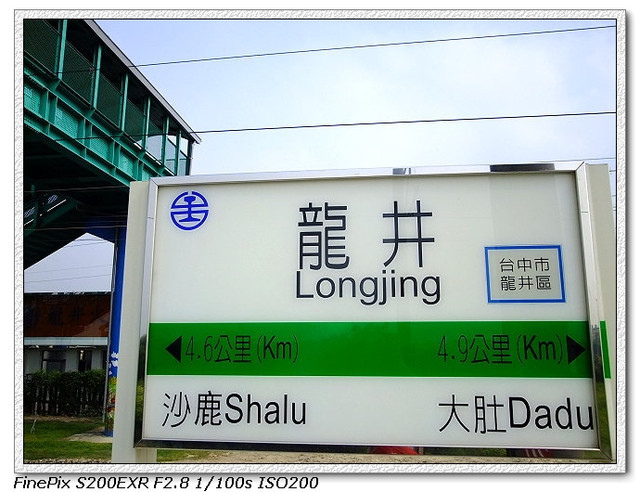 龍井
Longjing
台中市
龍井區
4.6公里(Km)
4.9公里(Km)
沙鹿Shalu
大肚Dadu
FinePix S200EXR F2.8 1/100s ISO200